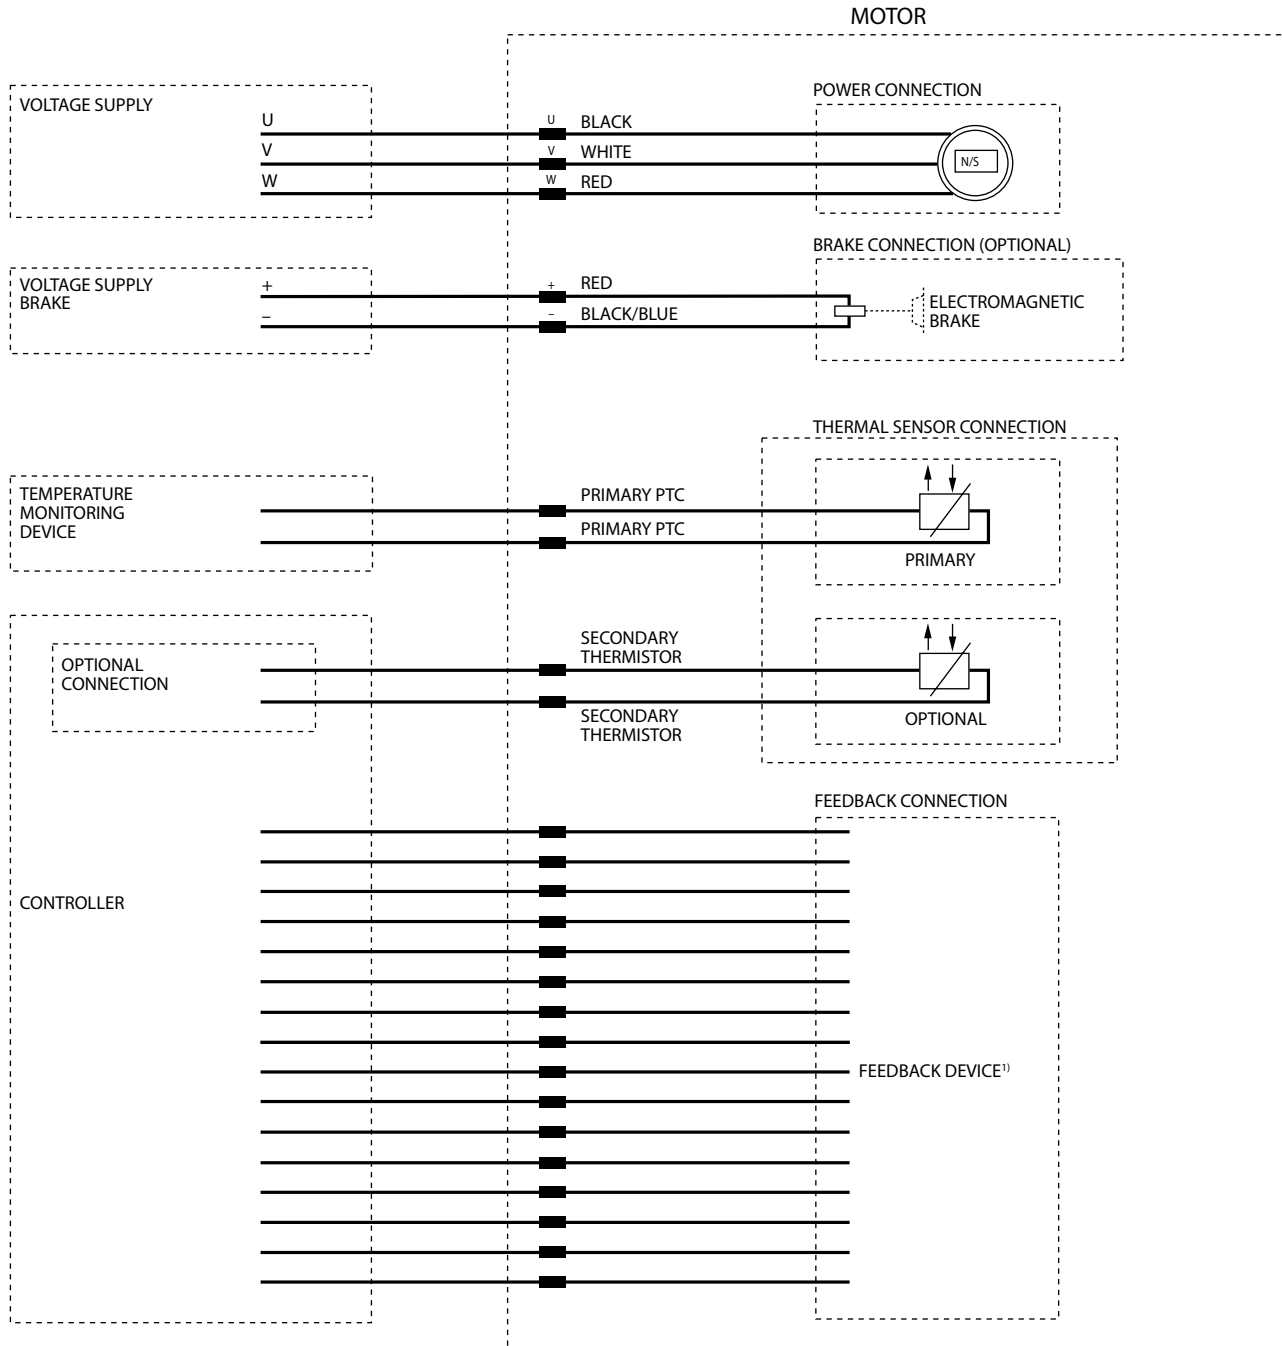 MOTOR
VOLTAGE SUPPLY
U
V
W
U
BLACK
V
WHITE
W
RED
POWER CONNECTION
N/S
VOLTAGE SUPPLY
BRAKE
+
–
+
RED
–
BLACK/BLUE
BRAKE CONNECTION (OPTIONAL)
ELECTROMAGNETIC
BRAKE
THERMAL SENSOR CONNECTION
TEMPERATURE
MONITORING
DEVICE
PRIMARY PTC
PRIMARY PTC
PRIMARY
OPTIONAL
CONNECTION
SECONDARY
THERMISTOR
SECONDARY
THERMISTOR
OPTIONAL
FEEDBACK CONNECTION
CONTROLLER
FEEDBACK DEVICE¹⁾